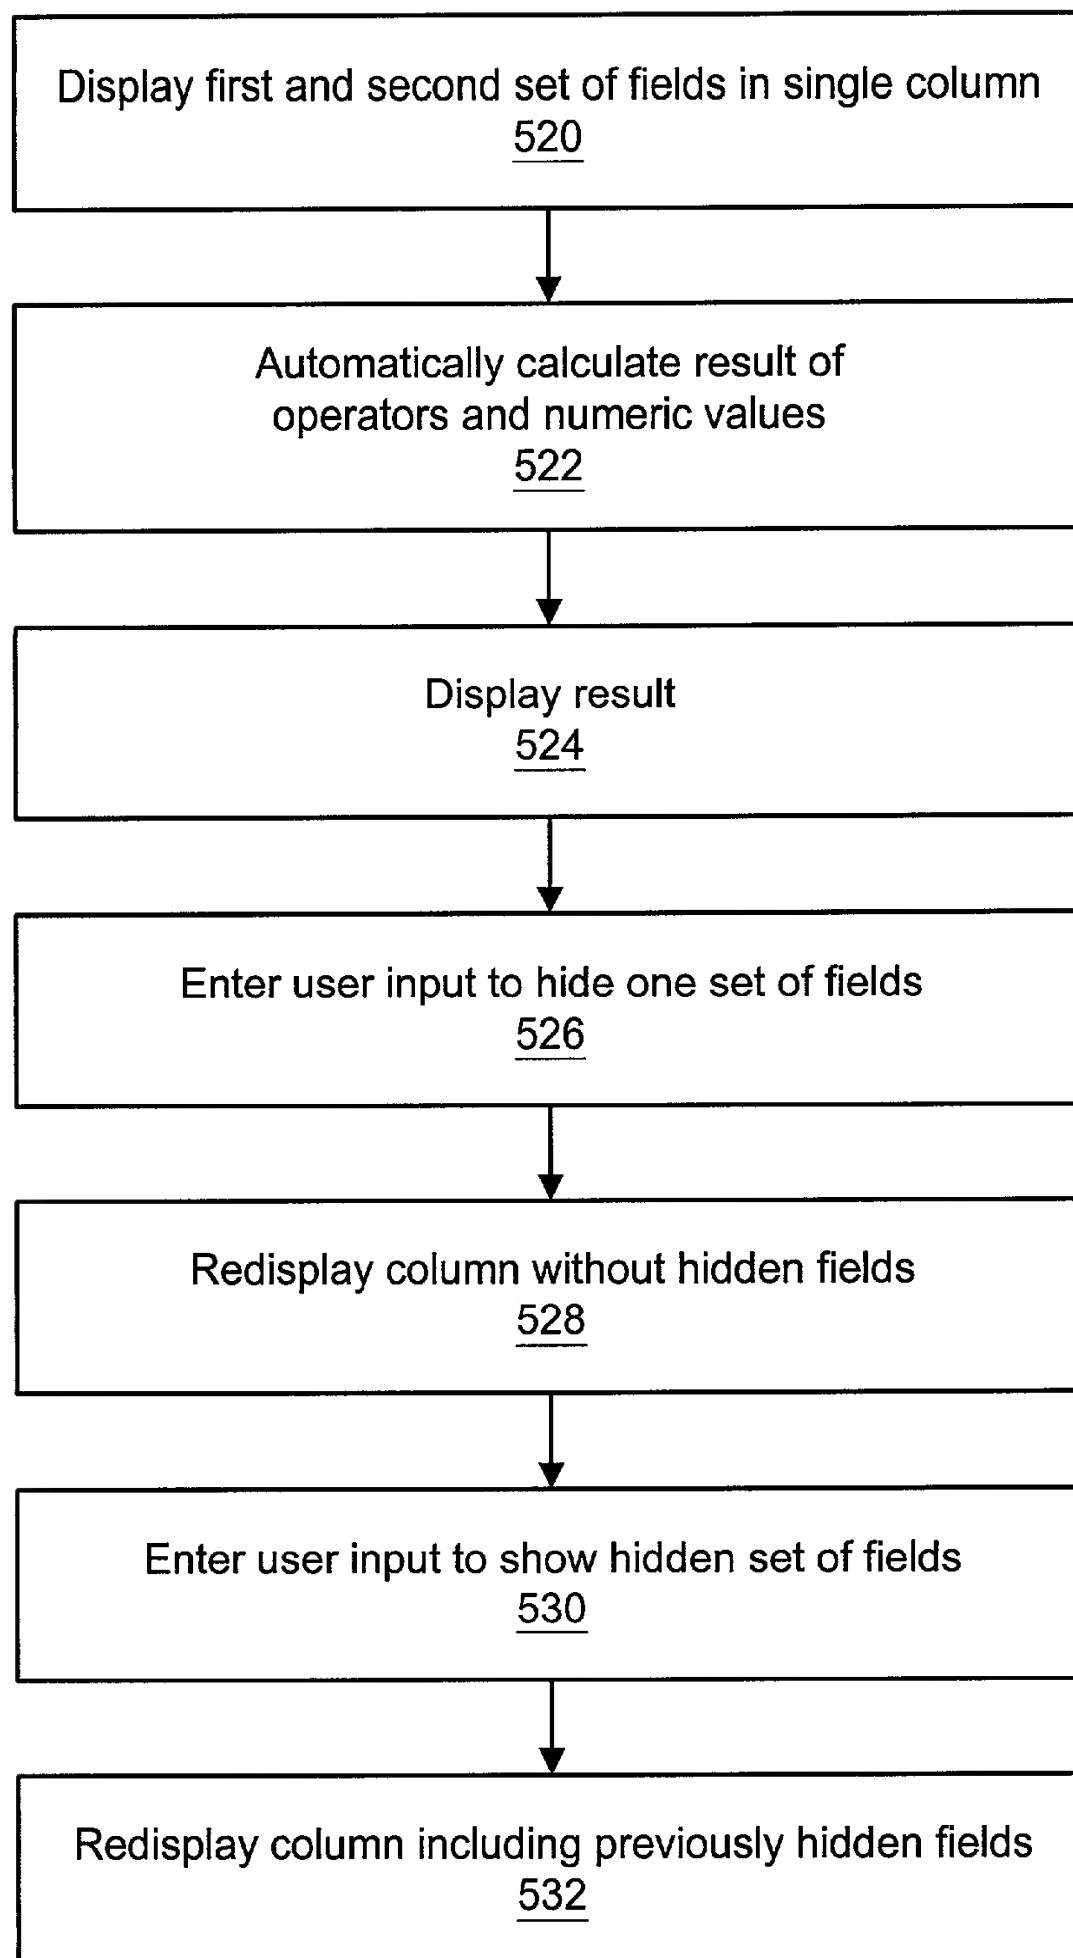 Display first and second set of fields in single column
520
Automatically calculate result of
operators and numeric values
522
Display result
524
Enter user input to hide one set of fields
526
Redisplay column without hidden fields
528
Enter user input to show hidden set of fields
530
Redisplay column including previously hidden fields
532